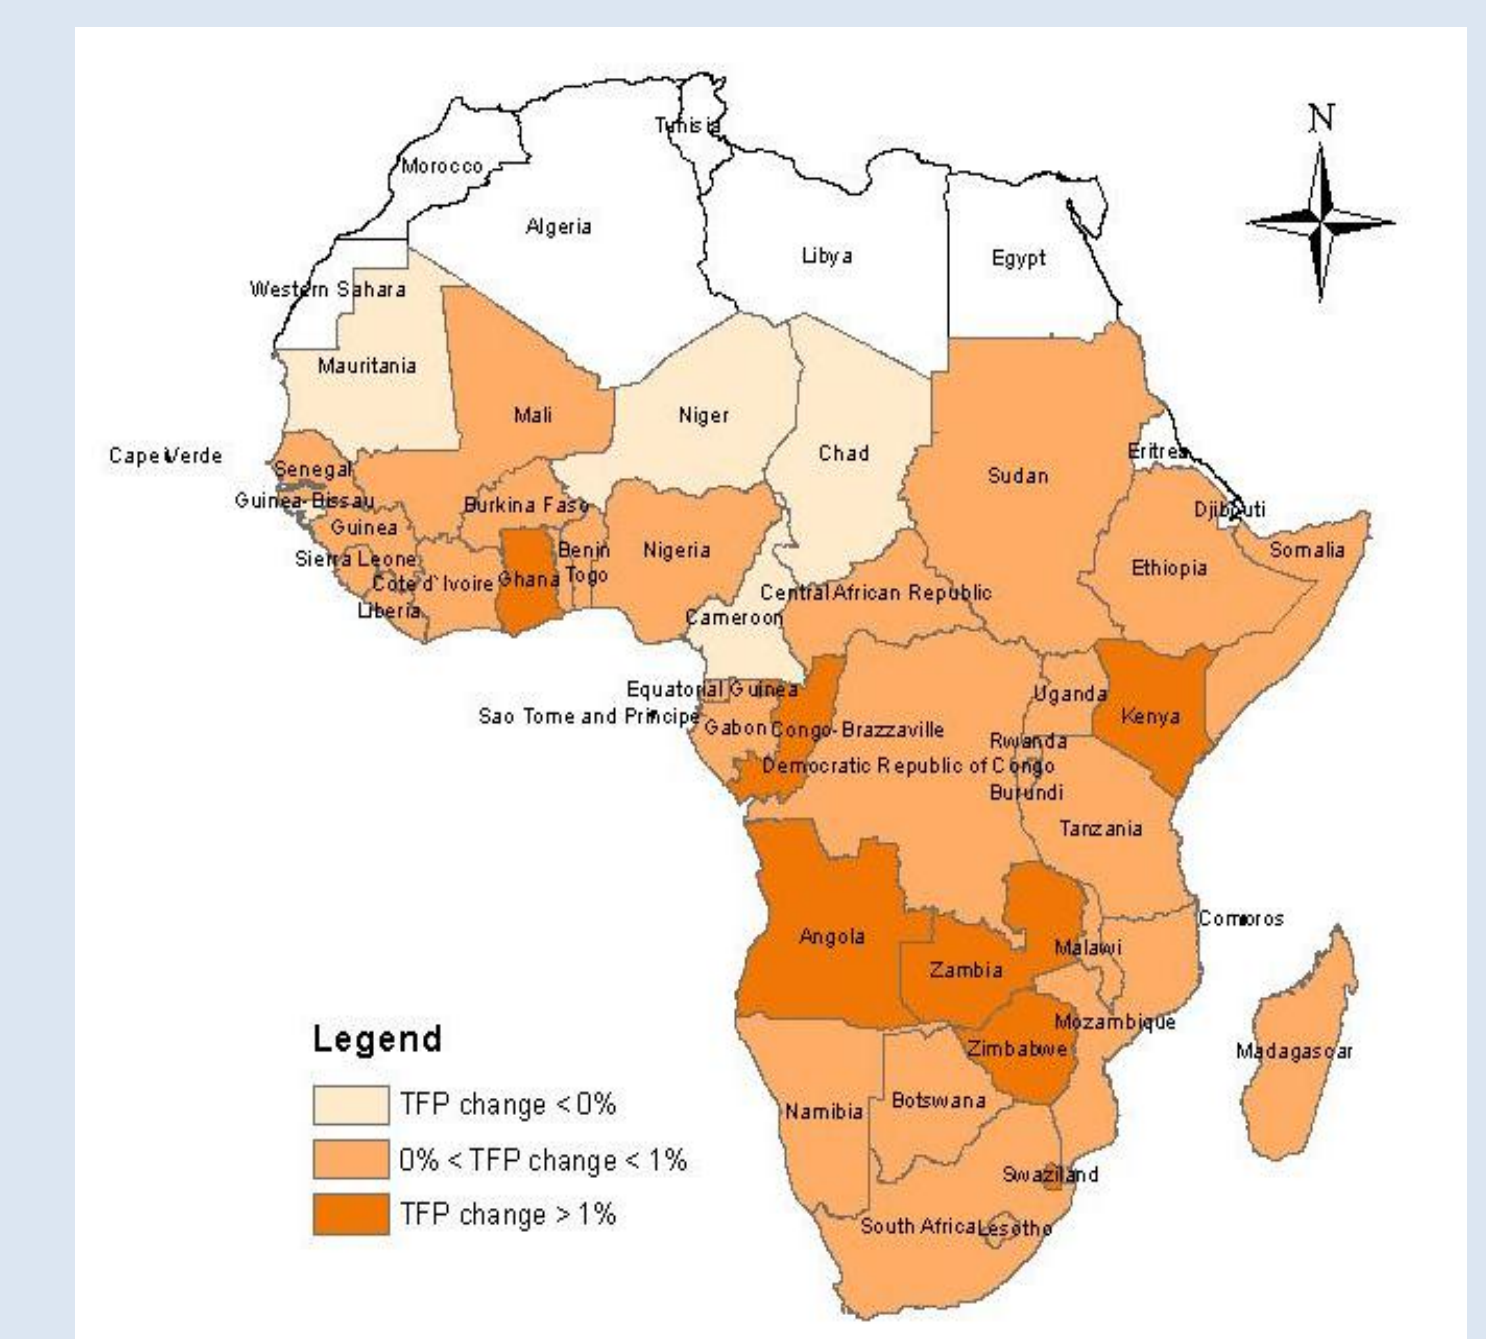 N
Tunisia
Morocco
Algeria
Libya
Egypt
Western Sahara
Mauritania
Mali
Niger
Chad
Cape Verde
Senegal
Sudan
Eritrea
Guinea-Bissau
Burkina Faso
Djibouti
Guinea
Benin
Nigeria
Somalia
Sierra Leone
Cote d`Ivoire
Ghana
Togo
Ethiopia
Central African Republic
Liberia
Cameroon
Equatorial Guinea
Uganda
Sao Tome and Principe
Gabon
Congo-Brazzaville
Kenya
Rwanda
Democratic Republic of Congo
Burundi
Tanzania
Comoros
Angola
Malawi
Zambia
Mozambique
Zimbabwe
Madagascar
Namibia
Botswana
Swaziland
South Africa
Lesotho
Legend
TFP change < 0%
0% < TFP change < 1%
TFP change > 1%